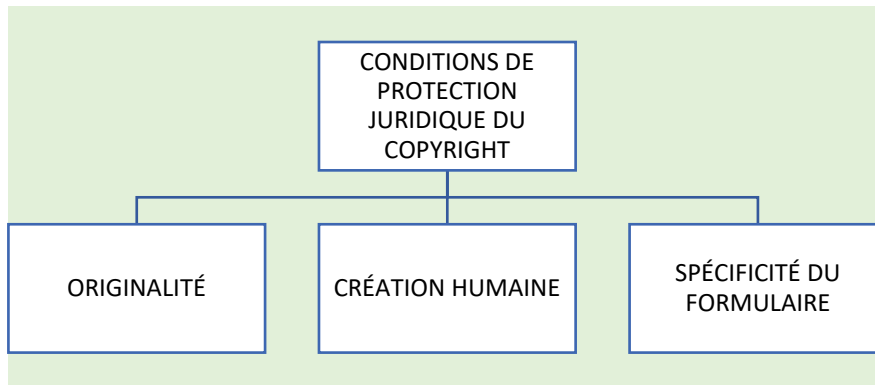 CONDITIONS DE
PROTECTION
JURIDIQUE DU
COPYRIGHT
ORIGINALITÉ
CRÉATION HUMAINE
SPÉCIFICITÉ DU
FORMULAIRE